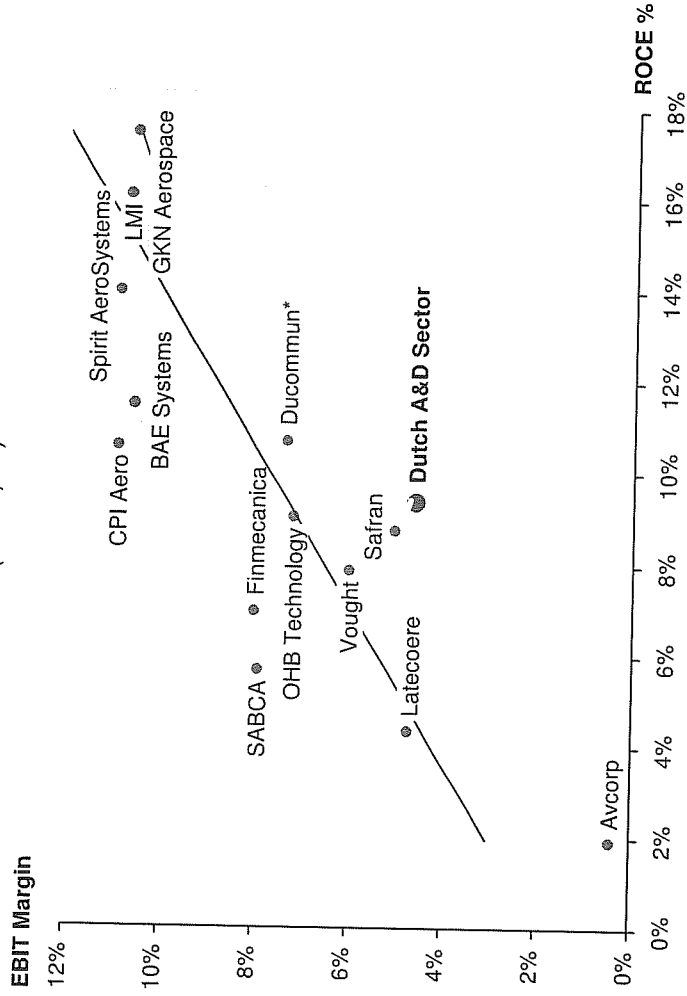 EBIT Margin
12%
10%
8%
6%
4%
2%
0%
CPI Aero
Spirit AeroSystems
BAE Systems
LMI
GKN Aerospace
SABCA
Finmecanica
OHB Technology
Ducommun*
Vought
Safran
Dutch A&D Sector
Latecoere
Avcorp
0%
2%
4%
6%
8%
10%
12%
14%
16%
18%
ROCE %